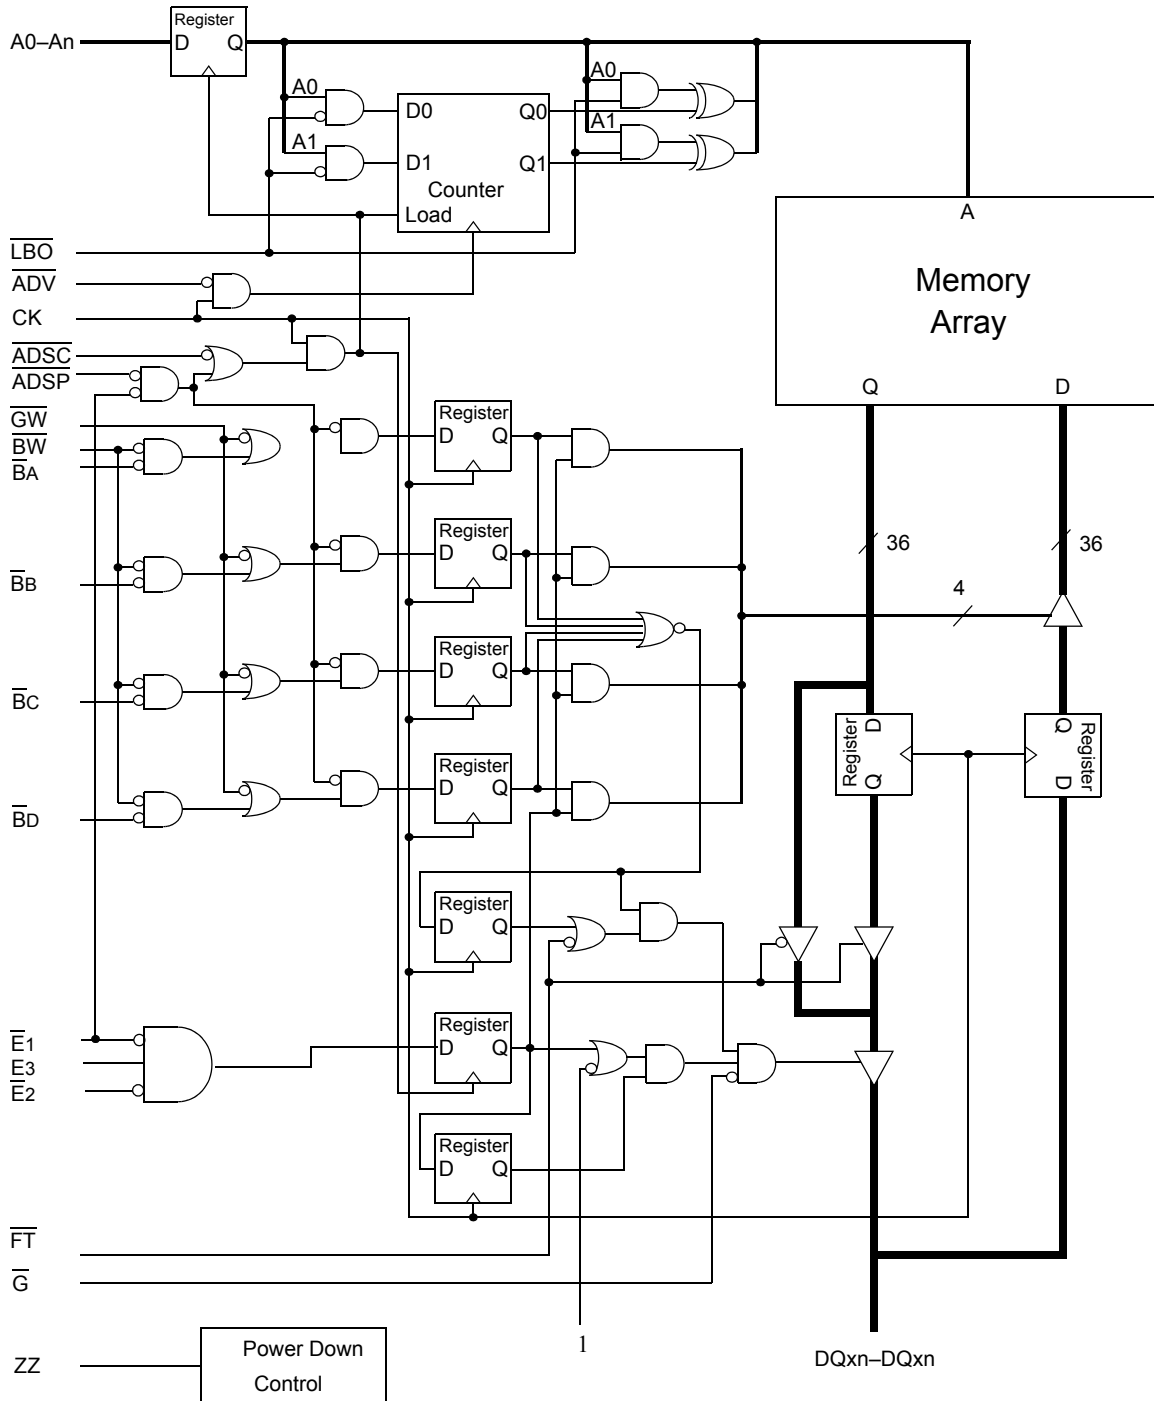 Register
A0–An
D Q
A0
A0
D0 Q0
A1
A1
D1 Q1
Counter
Load
A
LBO
ADV
Memory
CK
Array
ADSC
ADSP
Q D
GW
Register
BW
D Q
BA
Register
36 36
D Q
BB
4
Register
D Q
BC
Register D Q
Q Register D
Register
D Q
BD
Register
D Q
Register
E1
D Q
E3
E2
Register
D Q
FT
G
1
Power Down
ZZ
DQxn–DQxn
Control